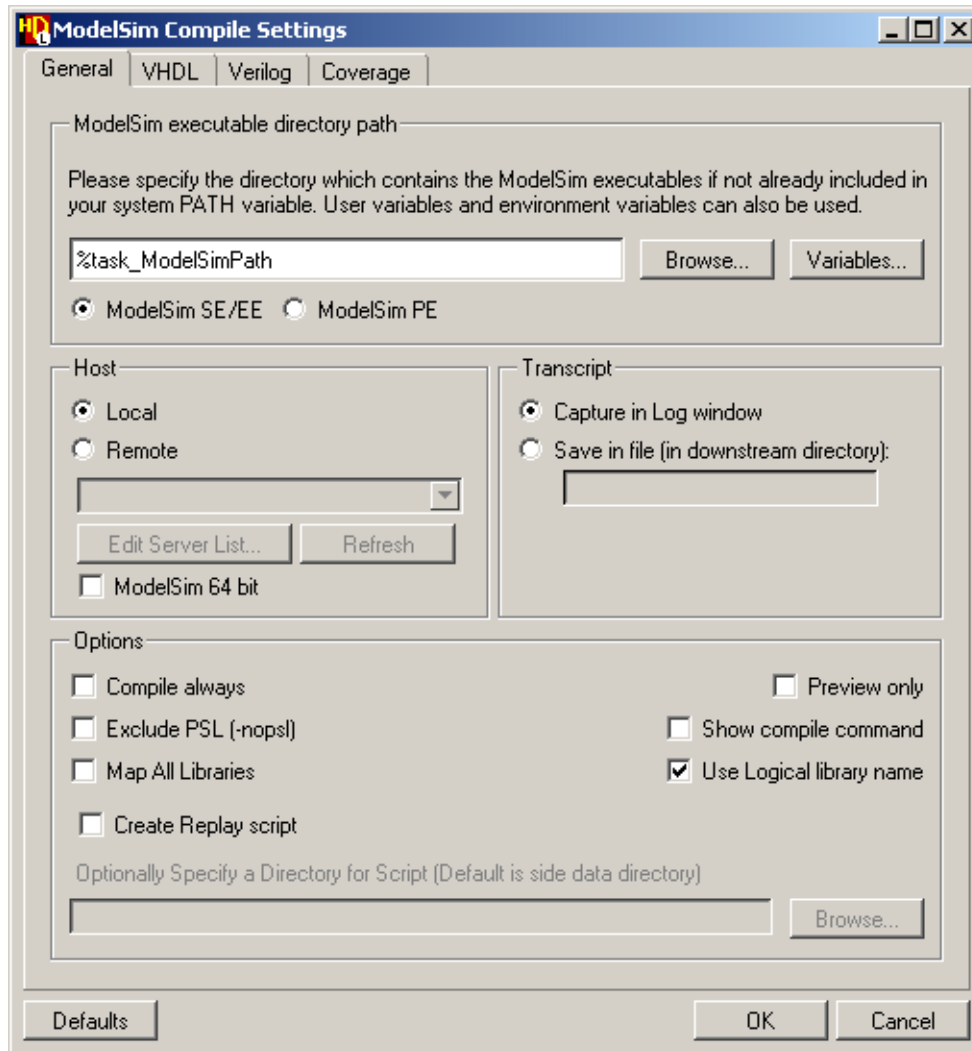 HDL ModelSim Compile Settings
General VHDL Verilog Coverage
ModelSim executable directory path
Please specify the directory which contains the ModelSim executables if not already included in
your system PATH variable. User variables and environment variables can also be used.
%task_ModelSimPath Browse... Variables...
ModelSim SE/EE ModelSim PE
Host
Local
Remote
Edit Server List... Refresh
ModelSim 64 bit
Transcript
Capture in Log window
Save in file (in downstream directory):
Options
Compile always Preview only
Exclude PSL (-nopsl) Show compile command
Map All Libraries Use Logical library name
Create Replay script
Optionally Specify a Directory for Script (Default is side data directory)
Browse...
Defaults OK Cancel